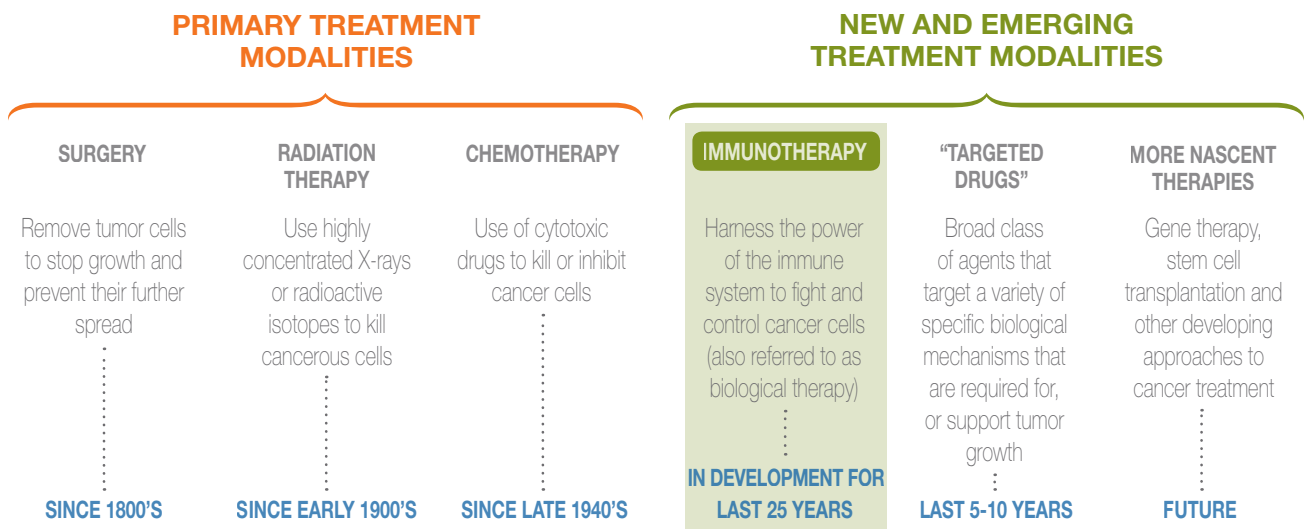 PRIMARY TREATMENT
MODALITIES
SURGERY
Remove tumor cells
to stop growth and
prevent their further
spread
SINCE 1800'S
RADIATION
THERAPY
Use highly
concentrated X-rays
or radioactive
isotopes to kill
cancerous cells
SINCE EARLY 1900'S
CHEMOTHERAPY
Use of cytotoxic
drugs to kill or inhibit
cancer cells
SINCE LATE 1940'S
NEW AND EMERGING
TREATMENT MODALITIES
IMMUNOTHERAPY
Harness the power
of the immune
system to fight and
control cancer cells
(also referred to as
biological therapy)
IN DEVELOPMENT FOR
LAST 25 YEARS
“TARGETED
DRUGS”
Broad class
of agents that
target a variety of
specific biological
mechanisms that
are required for,
or support tumor
growth
LAST 5-10 YEARS
MORE NASCENT
THERAPIES
Gene therapy,
stem cell
transplantation and
other developing
approaches to
cancer treatment
FUTURE